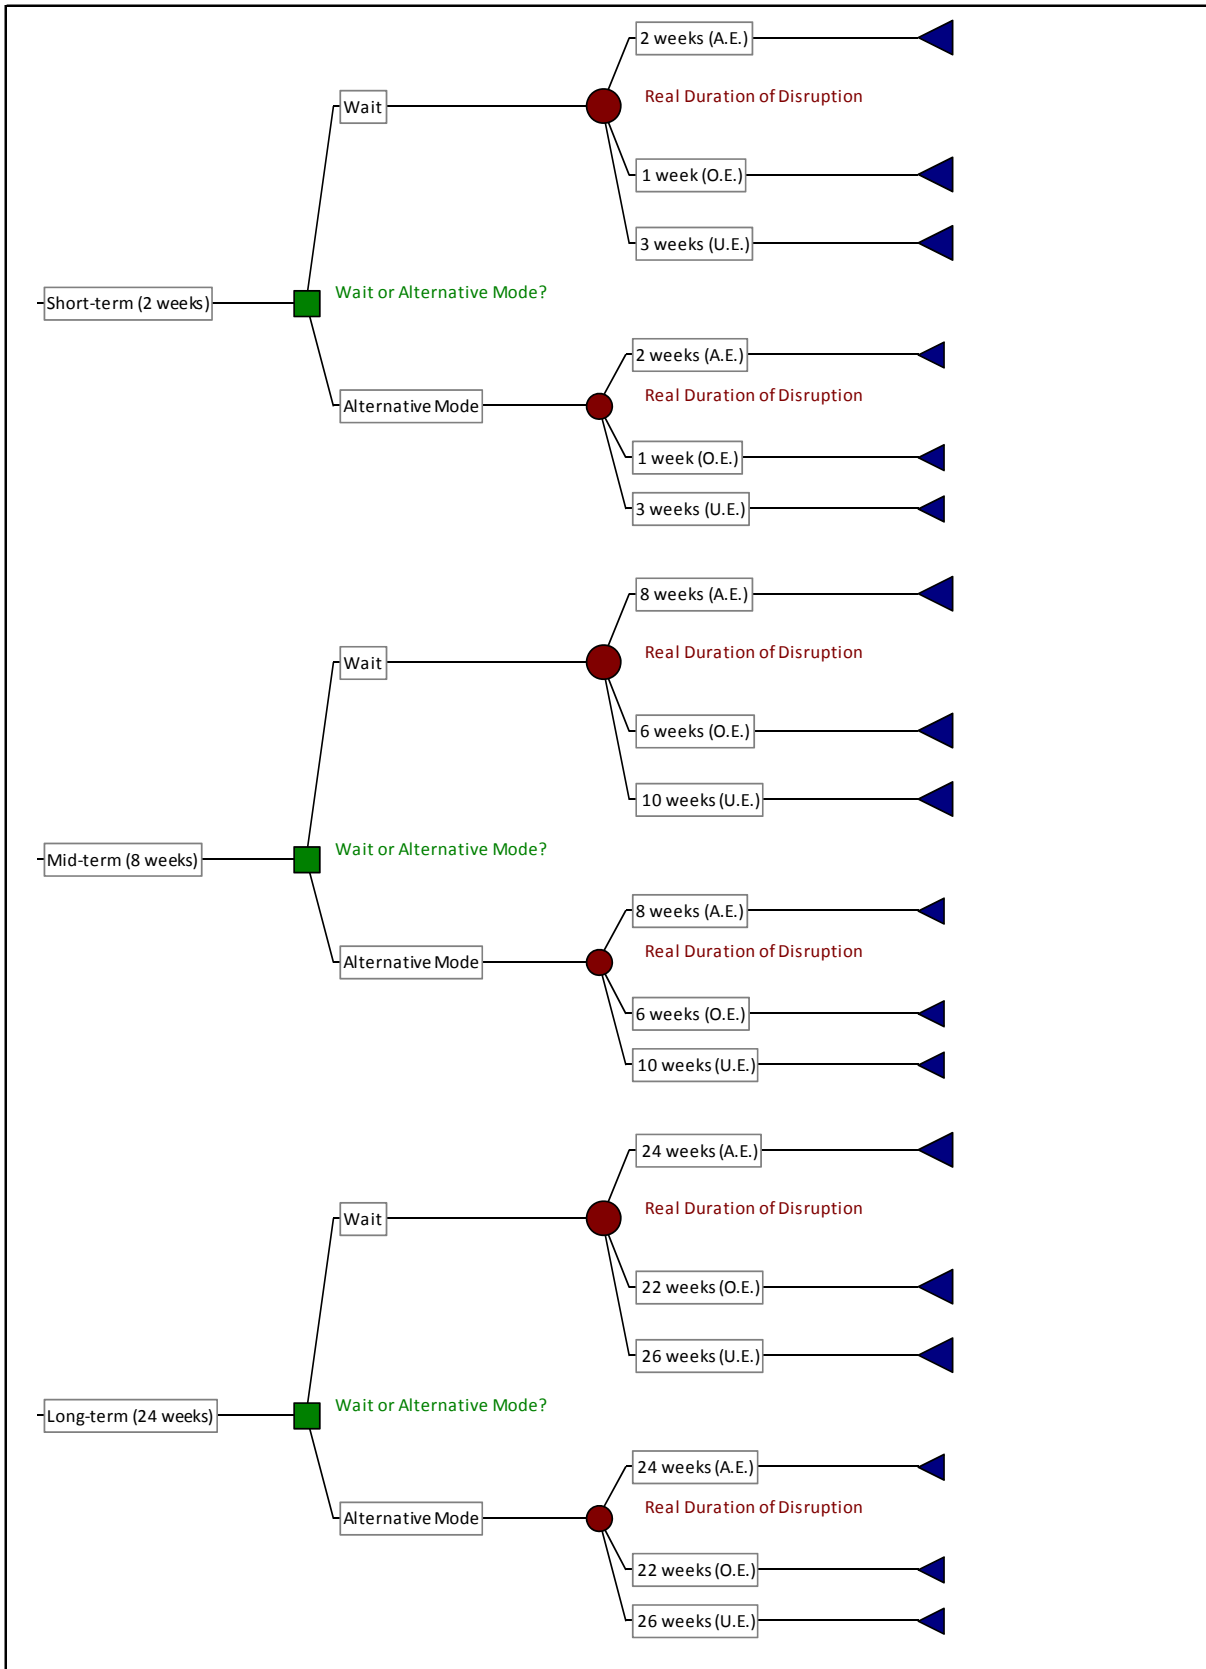 2 weeks (A.E.)
Real Duration of Disruption
Wait
1 week (O.E.)
3 weeks (U.E.)
Wait or Alternative Mode?
Short-term (2 weeks)
2 weeks (A.E.)
Real Duration of Disruption
Alternative Mode
1 week (O.E.)
3 weeks (U.E.)
8 weeks (A.E.)
Real Duration of Disruption
Wait
6 weeks (O.E.)
10 weeks (U.E.)
Wait or Alternative Mode?
Mid-term (8 weeks)
8 weeks (A.E.)
Real Duration of Disruption
Alternative Mode
6 weeks (O.E.)
10 weeks (U.E.)
24 weeks (A.E.)
Real Duration of Disruption
Wait
22 weeks (O.E.)
26 weeks (U.E.)
Wait or Alternative Mode?
Long-term (24 weeks)
24 weeks (A.E.)
Real Duration of Disruption
Alternative Mode
22 weeks (O.E.)
26 weeks (U.E.)